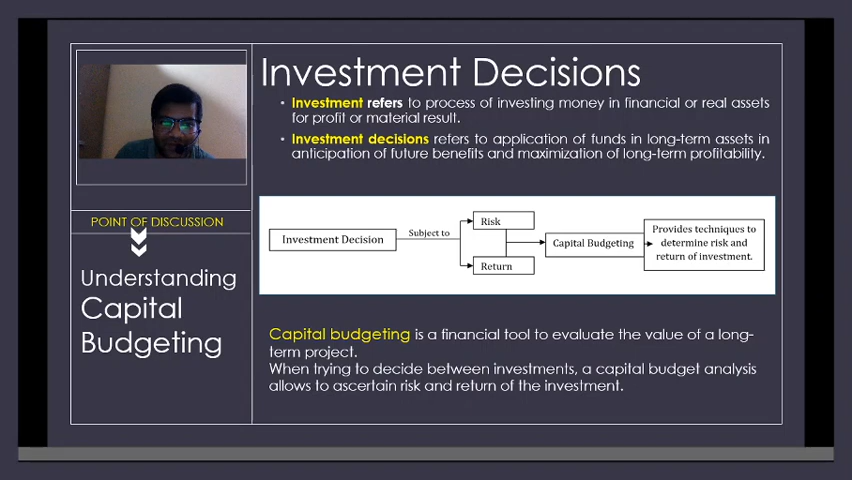 Investment Decisions
Investment refers to process of investing money in financial or real assets
for profit or material result.
Investment decisions refers to application of funds in long-term assets in
anticipation of future benefits and maximization of long-term profitability.
POINT OF DISCUSSION
Understanding
Capital
Budgeting
Investment Decision
Subject to
Risk
Return
Capital Budgeting
Provides techniques to
determine risk and
return of investment.
Capital budgeting is a financial tool to evaluate the value of a long-
term project.
When trying to decide between investments, a capital budget analysis
allows to ascertain risk and return of the investment.